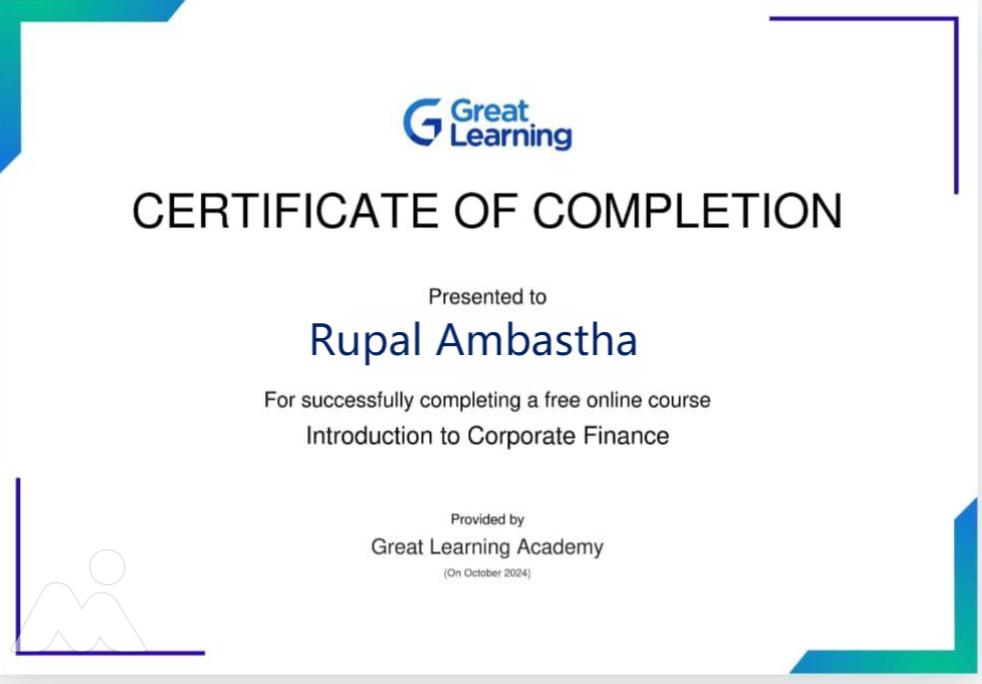 Great
Learning
CERTIFICATE OF COMPLETION
Presented to
Rupal Ambastha
For successfully completing a free online course
Introduction to Corporate Finance
Provided by
Great Learning Academy
(On October 2024)